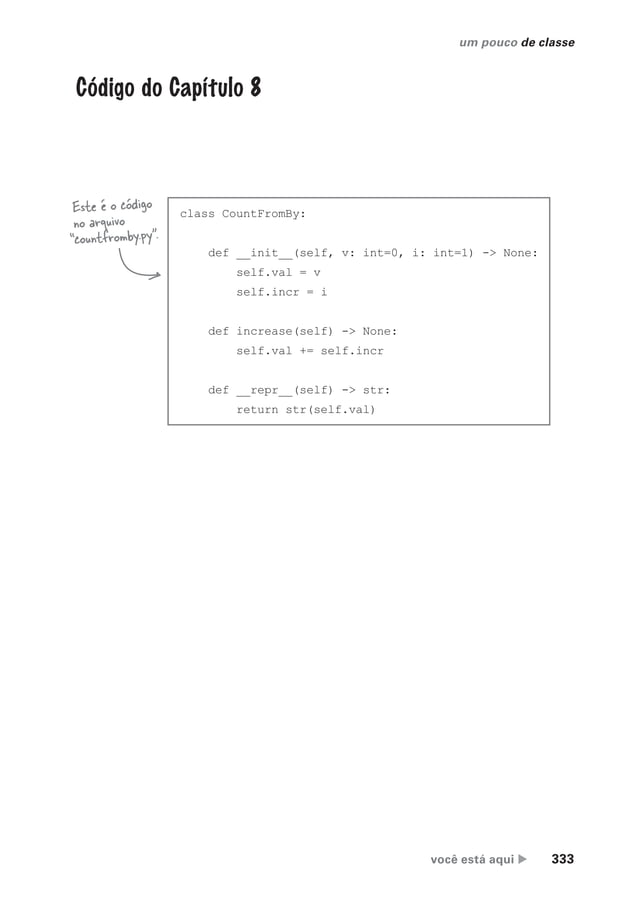 um pouco de classe
Código do Capítulo 8
Este é o código
no arquivo
“countfromby.py”.
class CountFromBy:
def __init__(self, v: int=0, i: int=1) -> None:
self.val = v
self.incr = i
def increase(self) -> None:
self.val += self.incr
def __repr__(self) -> str:
return str(self.val)
você está aqui ▶ 333